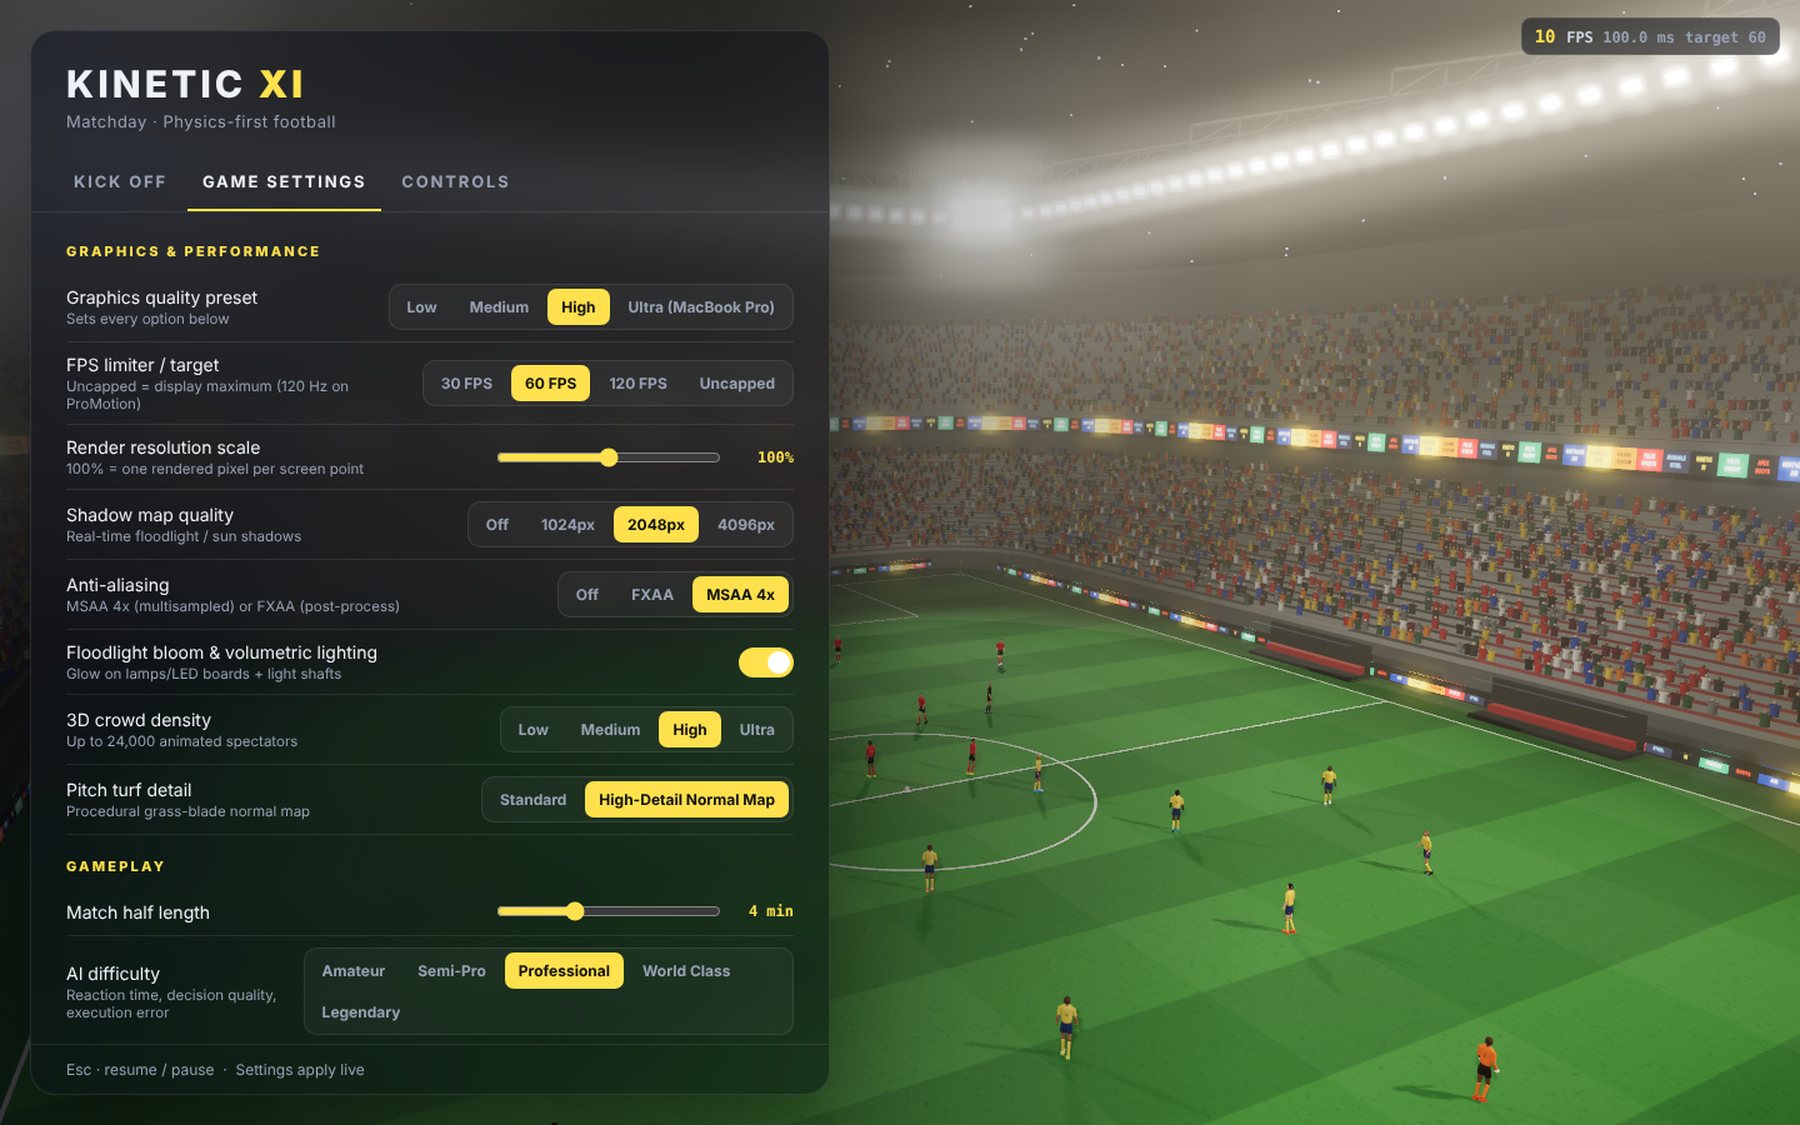 KINETIC XI
Matchday · Physics-first football
10 FPS 100.0 ms target 60
KICK OFF GAME SETTINGS CONTROLS
GRAPHICS & PERFORMANCE
Graphics quality preset
Sets every option below
Low Medium High Ultra (MacBook Pro)
FPS limiter / target
Uncapped = display maximum (120 Hz on
ProMotion)
30 FPS 60 FPS 120 FPS Uncapped
Render resolution scale
100% = one rendered pixel per screen point
100%
Shadow map quality
Real-time floodlight / sun shadows
Off 1024px 2048px 4096px
Anti-aliasing
MSAA 4x (multisampled) or FXAA (post-process)
Off FXAA MSAA 4x
Floodlight bloom & volumetric lighting
Glow on lamps/LED boards + light shafts
3D crowd density
Up to 24,000 animated spectators
Low Medium High Ultra
Pitch turf detail
Procedural grass-blade normal map
Standard High-Detail Normal Map
GAMEPLAY
Match half length
4 min
AI difficulty
Reaction time, decision quality,
execution error
Amateur Semi-Pro Professional World Class
Legendary
Esc · resume / pause · Settings apply live